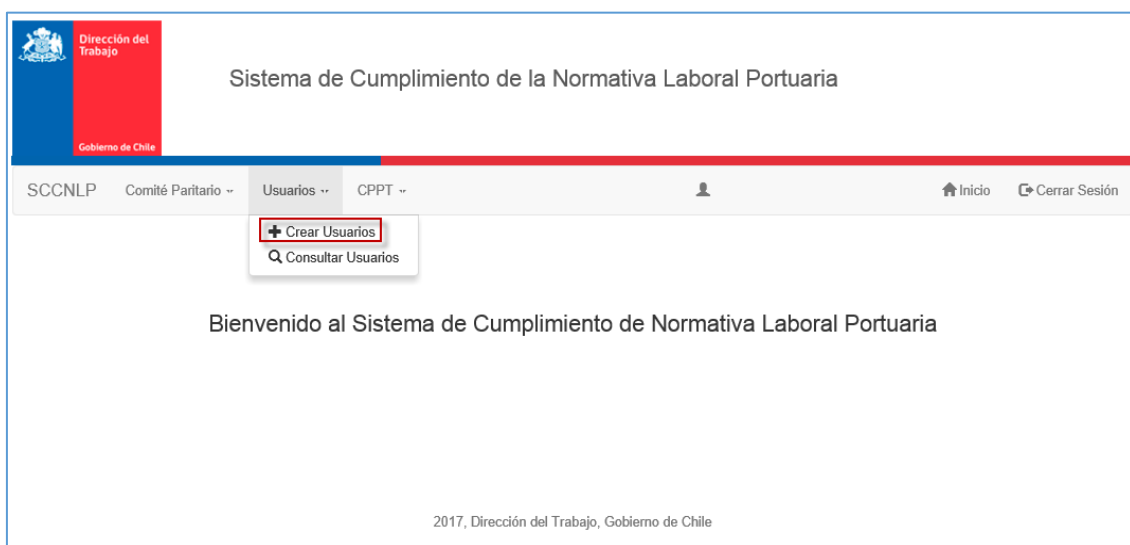 Dirección del
Trabajo
Gobierno de Chile
Sistema de Cumplimiento de la Normativa Laboral Portuaria
SCCNLP Comité Paritario Usuarios CPPT Inicio Cerrar Sesión
Crear Usuarios
Consultar Usuarios
Bienvenido al Sistema de Cumplimiento de Normativa Laboral Portuaria
2017, Dirección del Trabajo, Gobierno de Chile